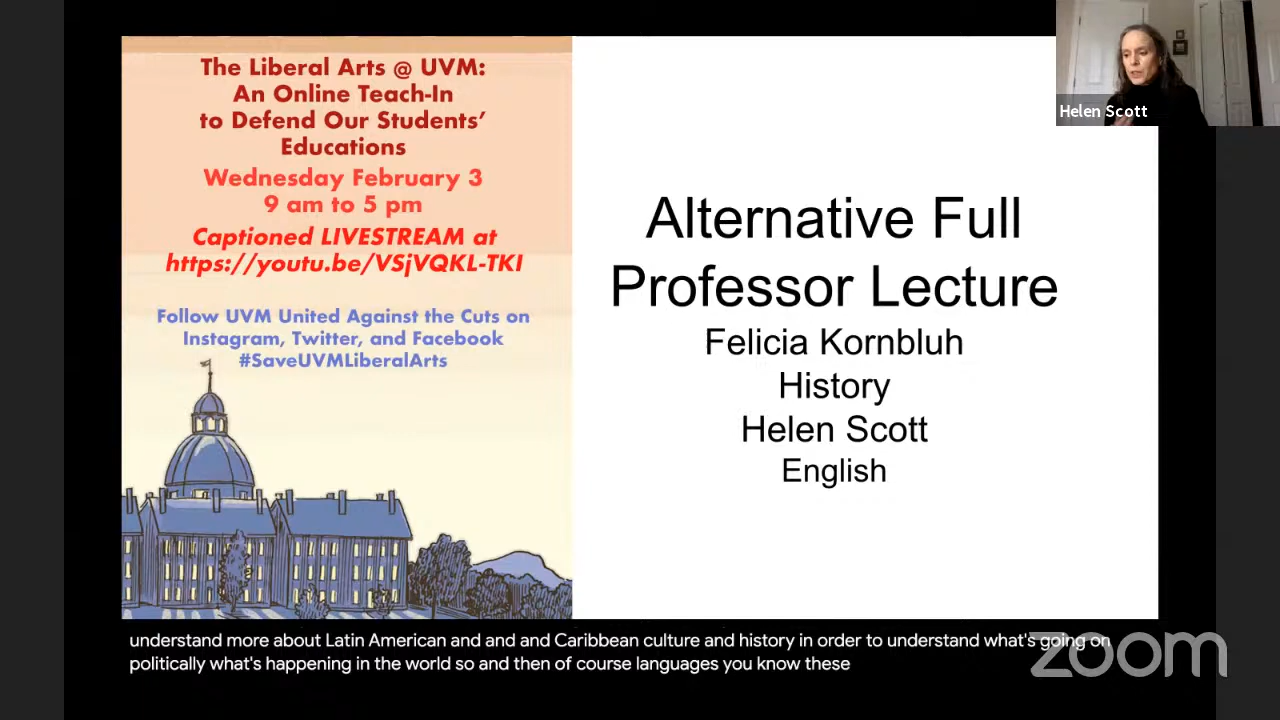 The Liberal Arts @ UVM:
An Online Teach-In
to Defend Our Students'
Educations
Wednesday February 3
9 am to 5 pm
Captioned LIVESTREAM at
https://youtu.be/VSjVQKL-TKI
Follow UVM United Against the Cuts on
Instagram, Twitter, and Facebook
#SaveUVMLiberalArts
Alternative Full
Professor Lecture
Felicia Kornbluh
History
Helen Scott
English
Helen Scott
understand more about Latin American and and and Caribbean culture and history in order to understand what's going on
politically what's happening in the world so and then of course languages you know these
zoom